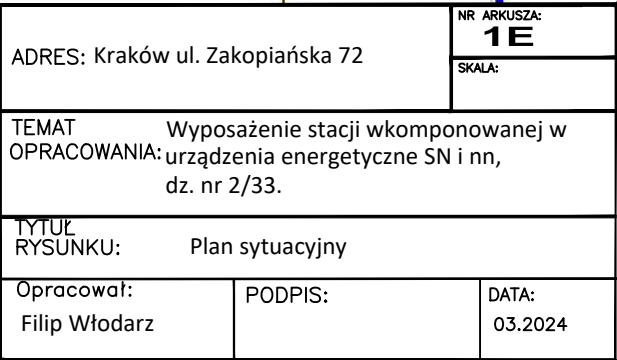 NR ARKUSZA:
1E
ADRES: Kraków ul. Zakopiańska 72
SKALA:
TEMAT OPRACOWANIA: Wyposażenie stacji wkomponowanej w
urządzenia energetyczne SN i nn,
dz. nr 2/33.
TYTUŁ
RYSUNKU: Plan sytuacyjny
Opracował:
Filip Włodarz
PODPIS:
DATA:
03.2024